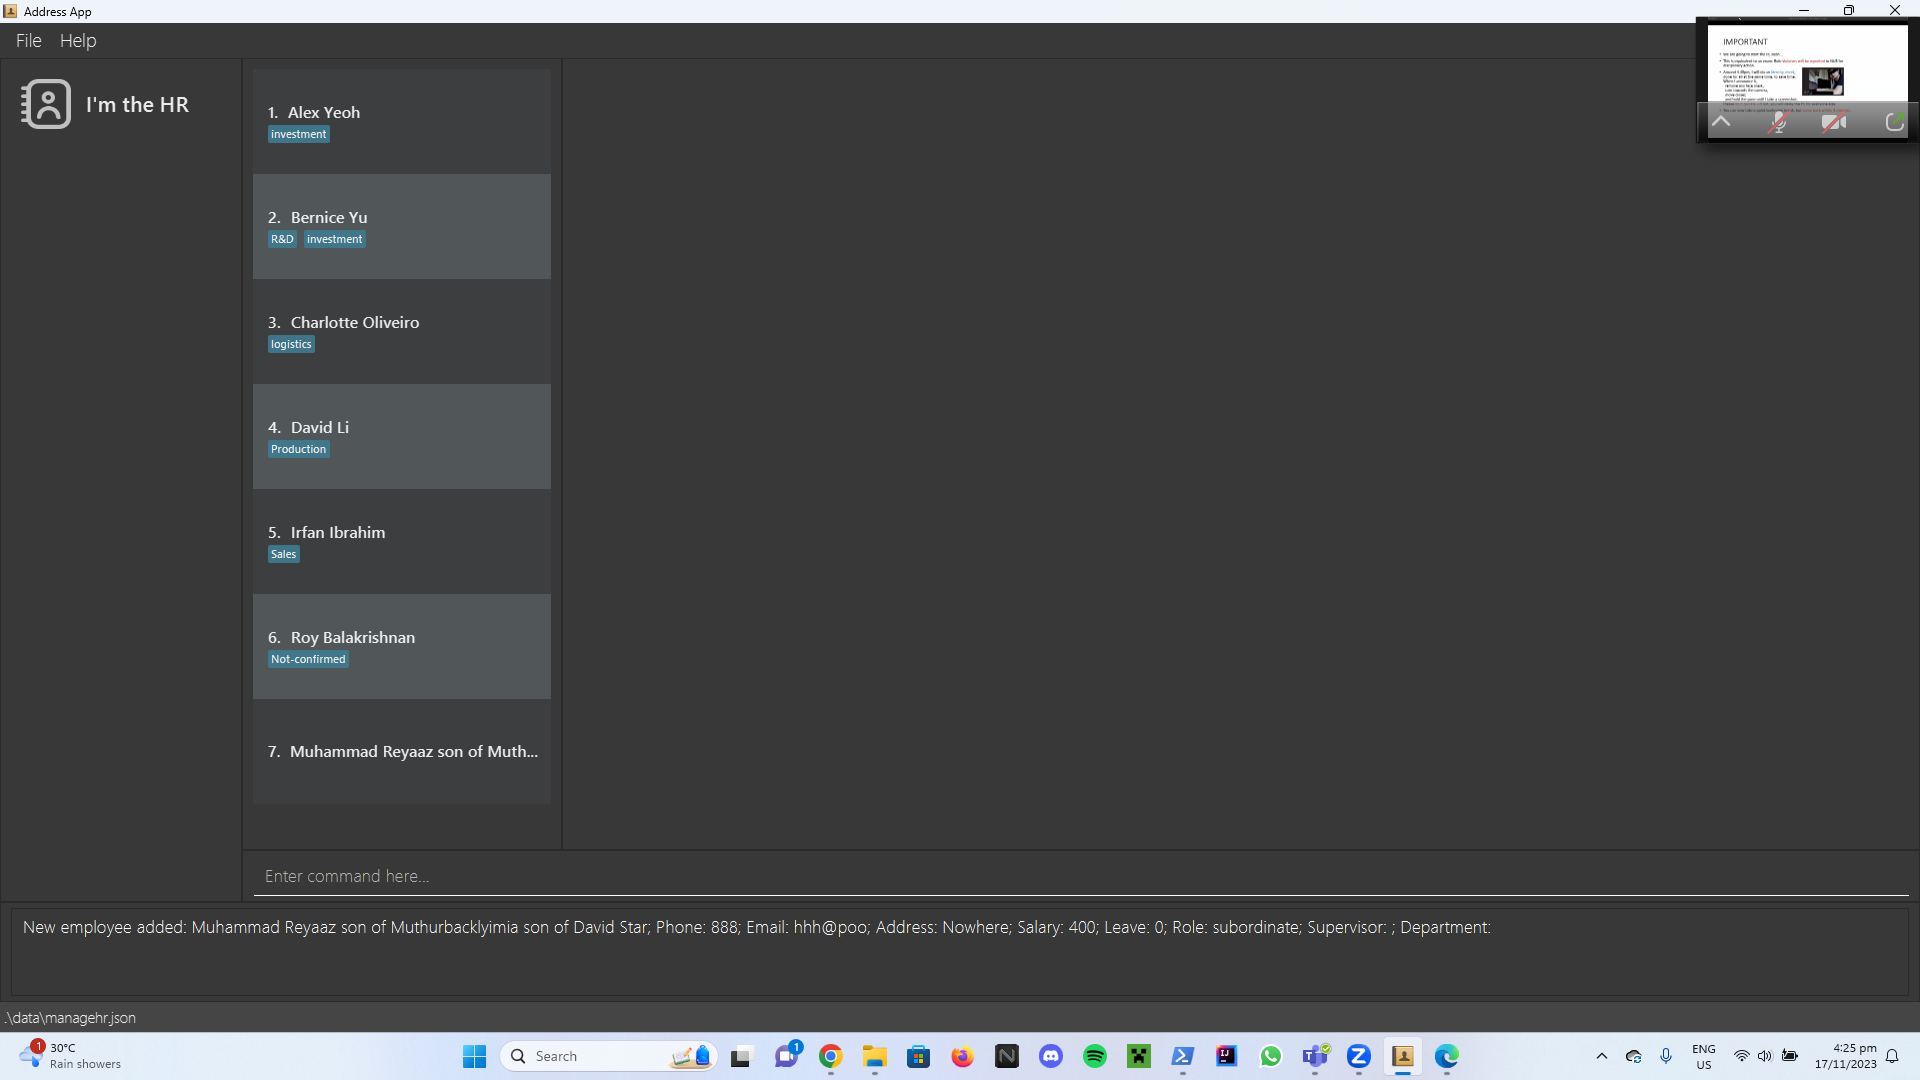 Address App
File Help
I'm the HR
1. Alex Yeoh
investment
2. Bernice Yu
R&D investment
3. Charlotte Oliveiro
logistics
4. David Li
Production
5. Irfan Ibrahim
Sales
6. Roy Balakrishnan
Not-confirmed
7. Muhammad Reyaaz son of Muth...
IMPORTANT
Enter command here...
New employee added: Muhammad Reyaaz son of Muthurbacklyimia son of David Star; Phone: 888; Email: hhh@poo; Address: Nowhere; Salary: 400; Leave: 0; Role: subordinate; Supervisor: ; Department:
.\data\managehr.json
1
30°C
Rain showers
Search
1
ENG
US
4:25 pm
17/11/2023